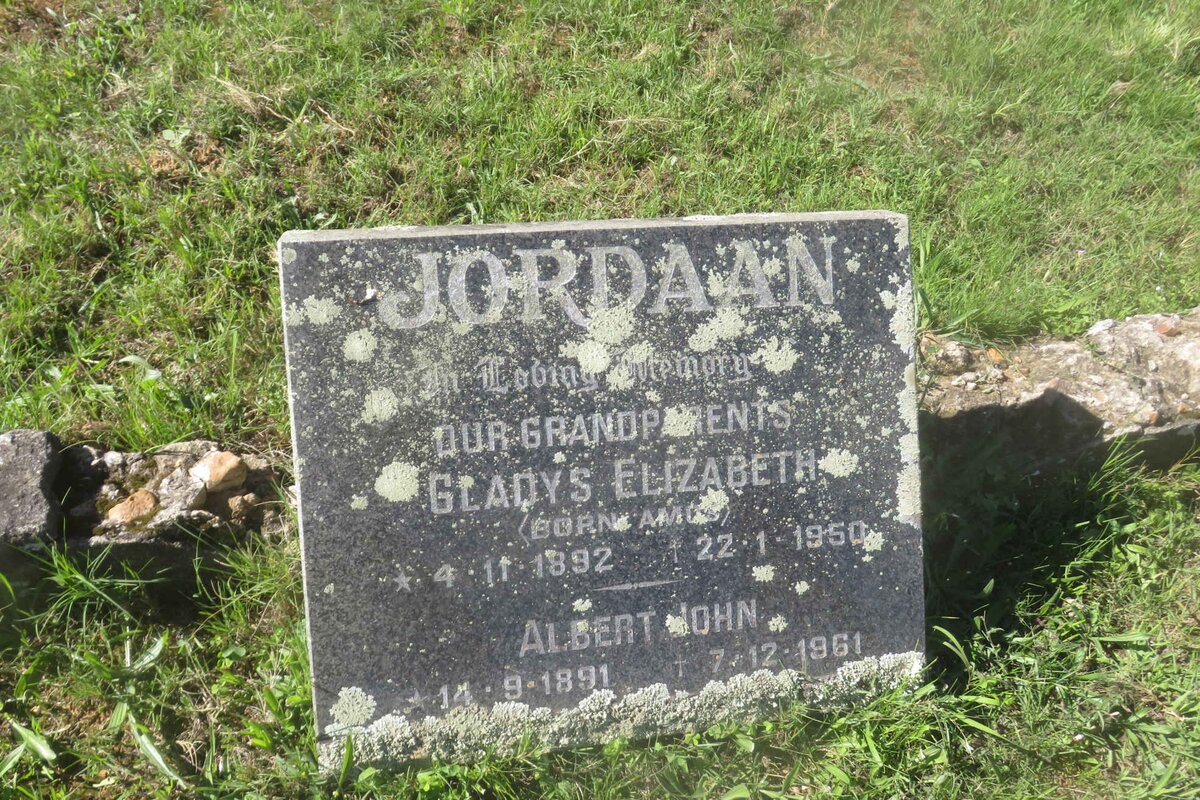 JORDAAN
In Loving Memory
OUR GRANDPARENTS
GLADYS ELIZABETH
(BORN AMOS)
★ 4·11·1892 † 22·1·1950
ALBERT JOHN
★ 14·9·1891 † 7·12·1961